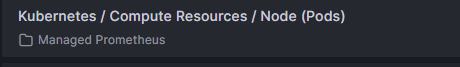 Kubernetes / Compute Resources / Node (Pods)
Managed Prometheus